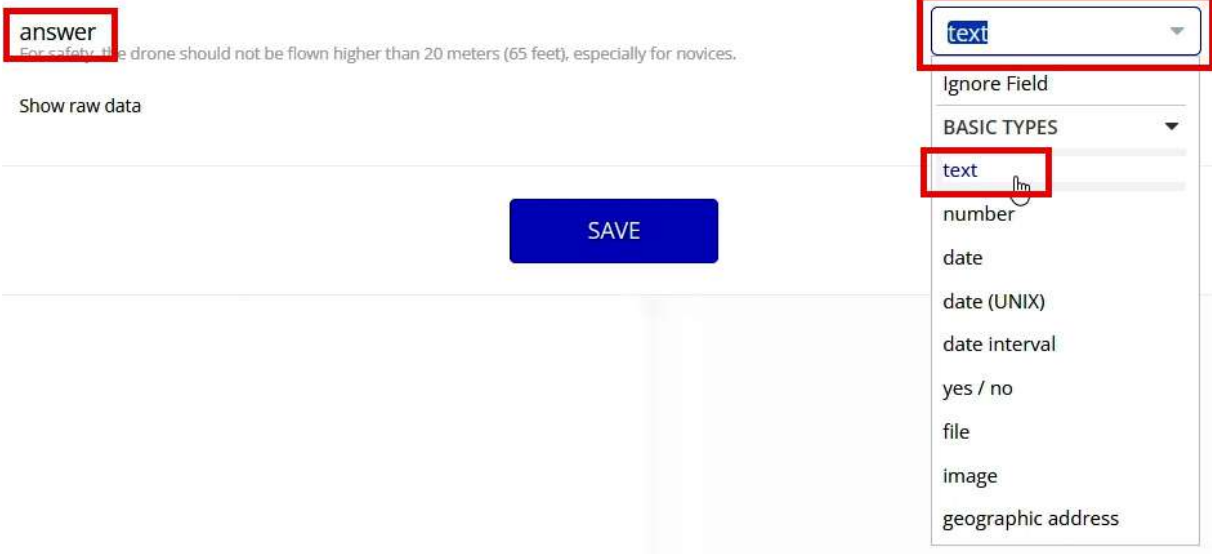 answer
For safety, the drone should not be flown higher than 20 meters (65 feet), especially for novices.
Show raw data
SAVE
text
Ignore Field
BASIC TYPES
text
number
date
date (UNIX)
date interval
yes / no
file
image
geographic address